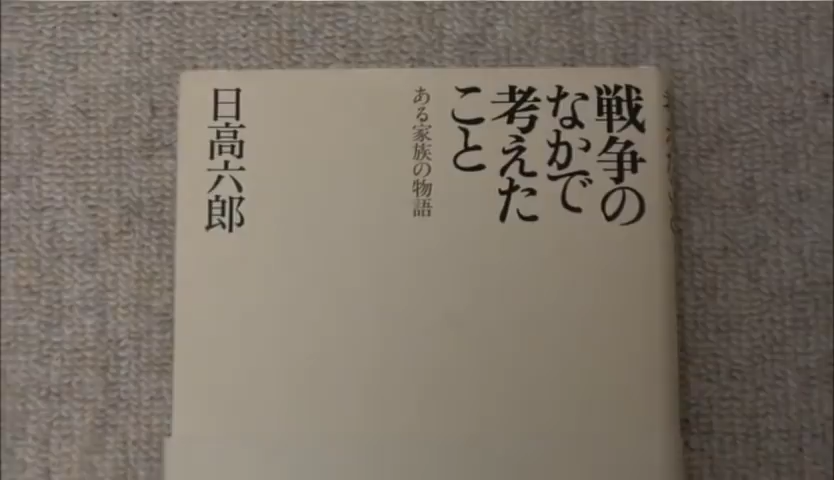 戦争の
なかで
考えた
こと
ある家族の物語
日高六郎